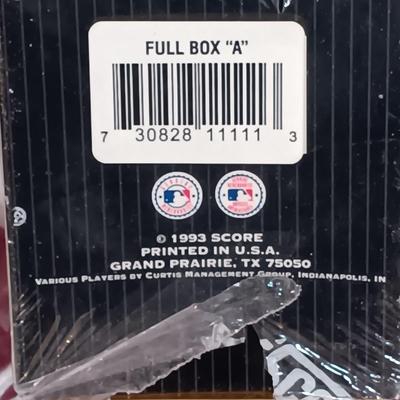 FULL BOX "A"
7 30828 11111 3
© 1993 SCORE
PRINTED IN U.S.A.
GRAND PRAIRIE, TX 75050
VARIOUS PLAYERS BY CURTIS MANAGEMENT GROUP, INDIANAPOLIS, IN